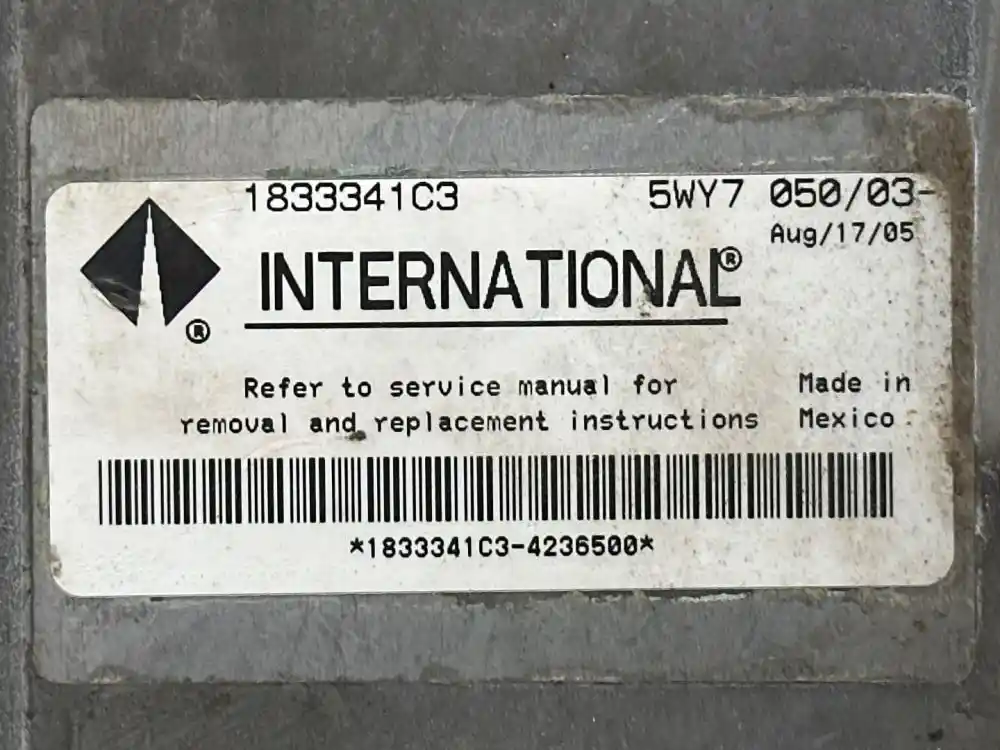 1833341C3 5WY7 050/03-
Aug/17/05
INTERNATIONAL®
®
Refer to service manual for
removal and replacement instructions
Made in
Mexico
*1833341C3-4236500*